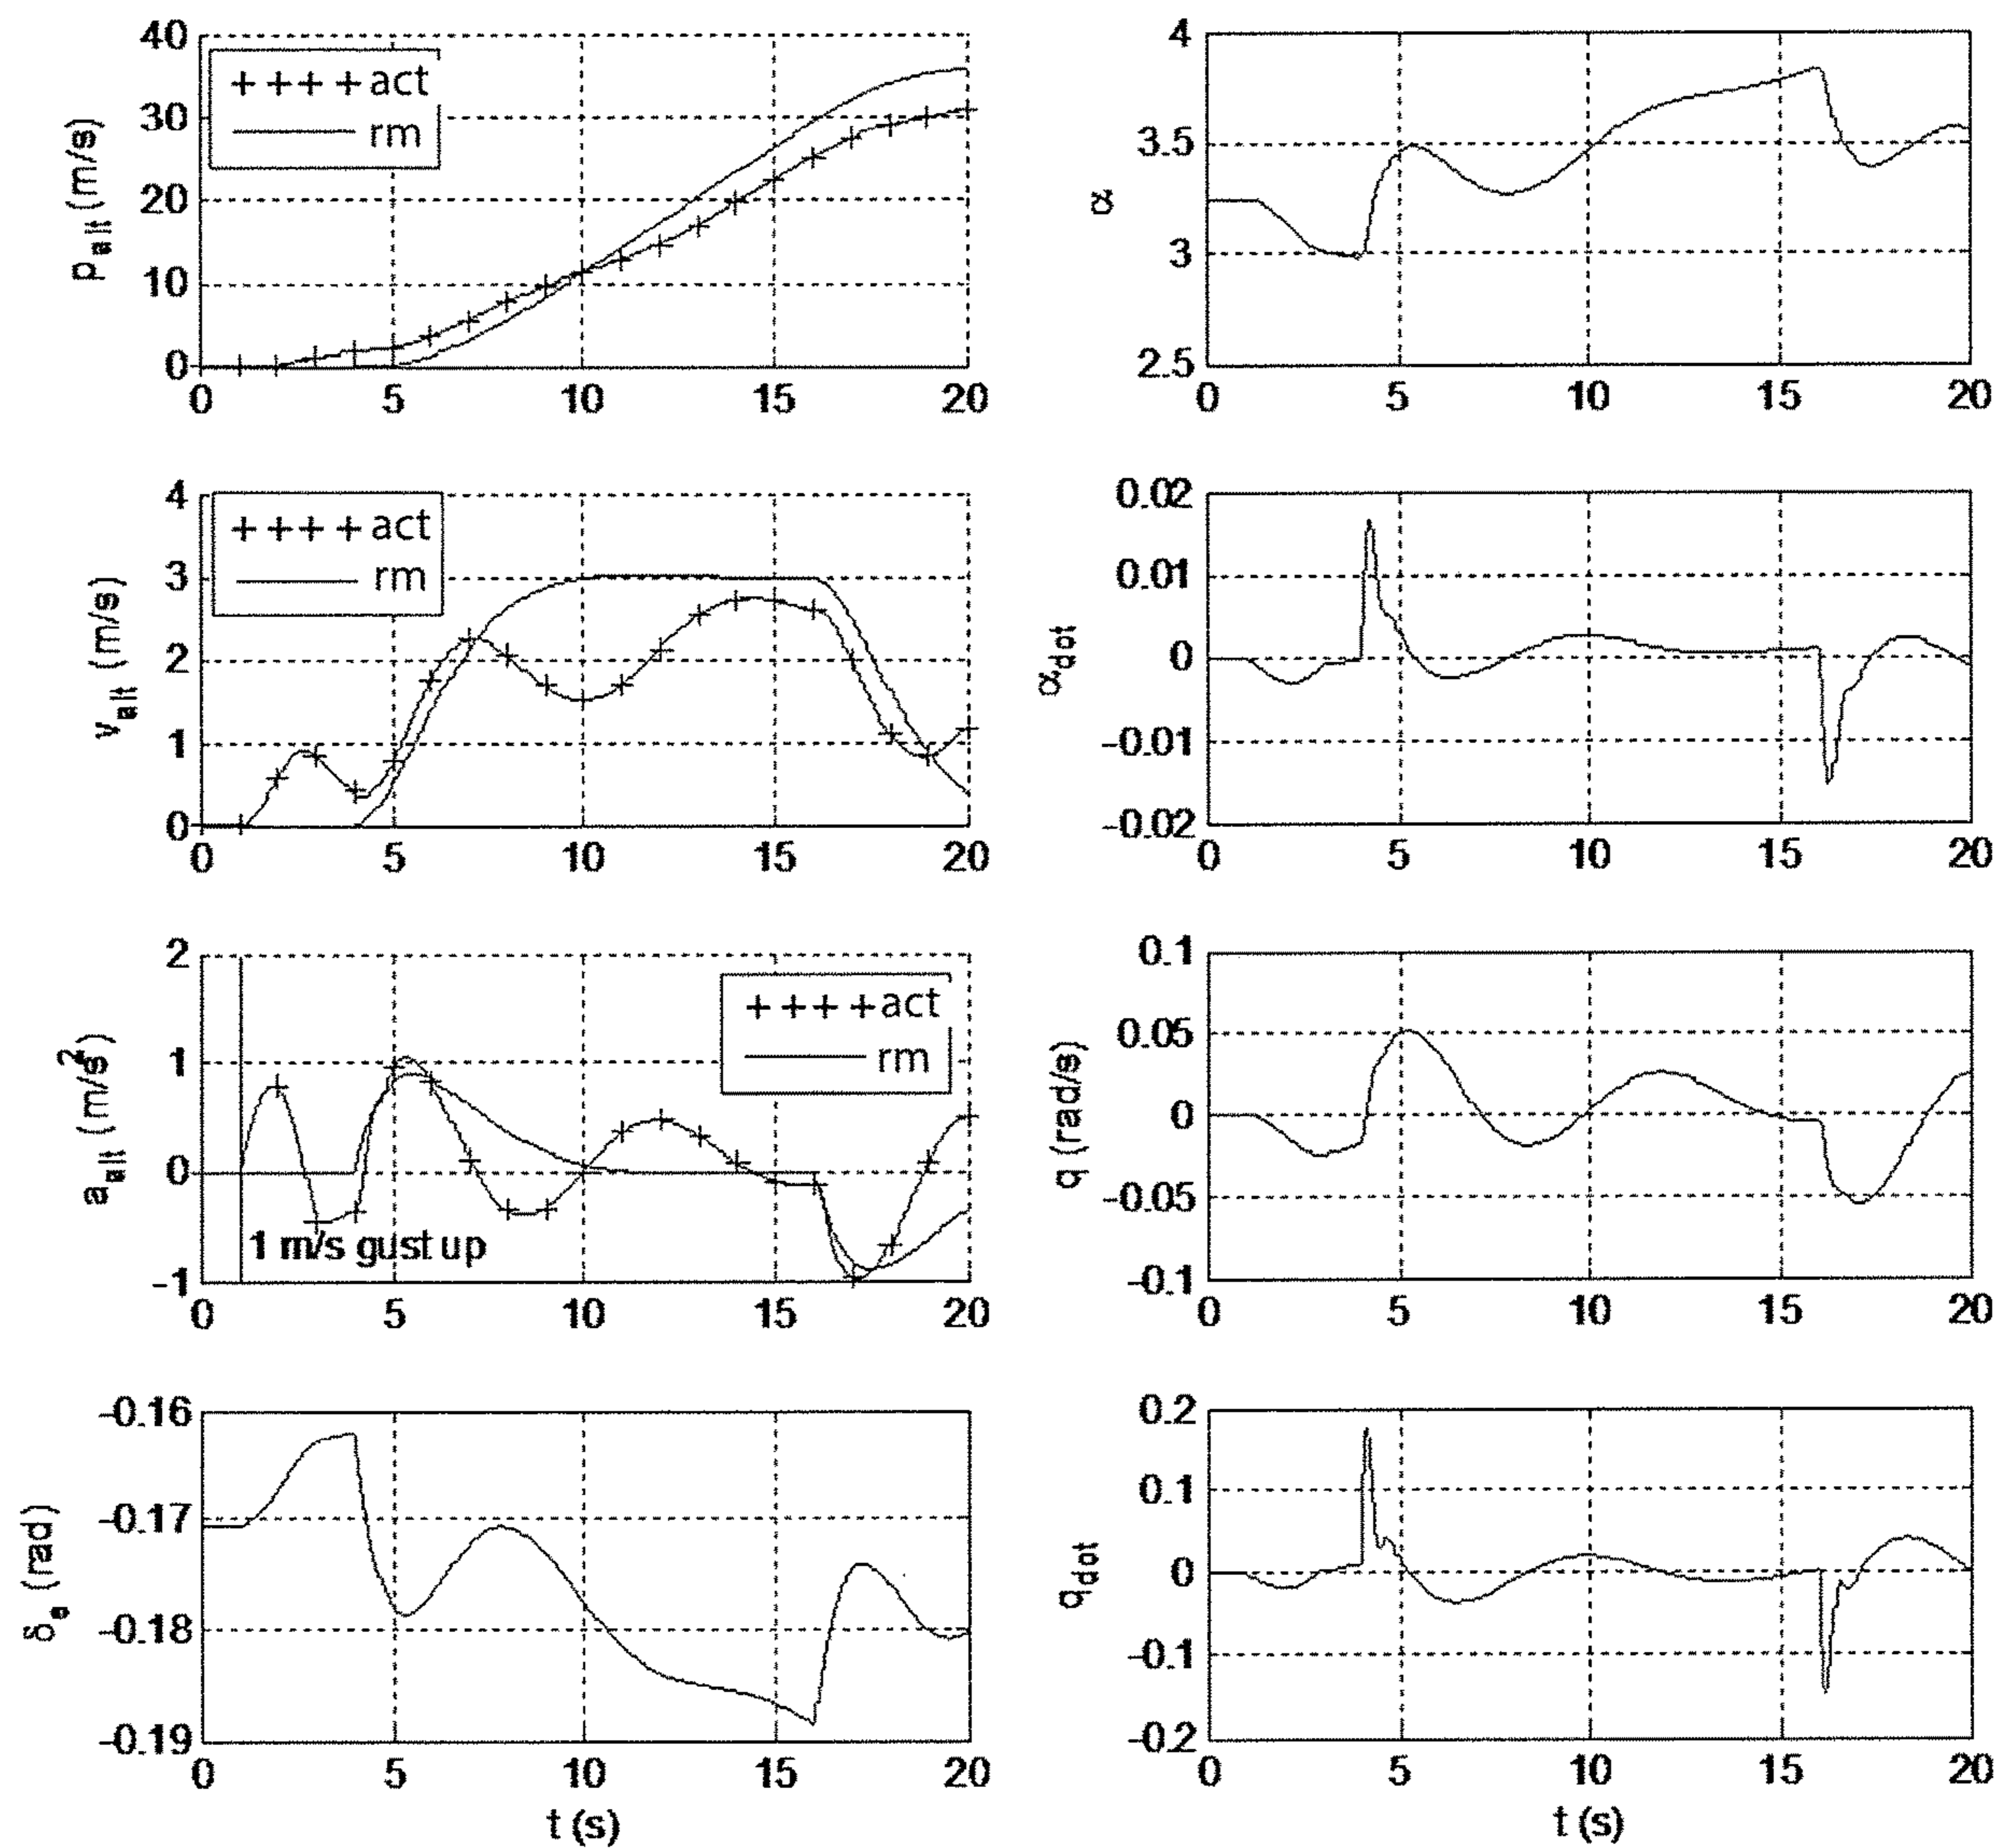 40
30
20
10
0
p_alt (m/s)
++++ act
rm
0 5 10 15 20
4
3.5
3
2.5
α
0 5 10 15 20
4
3
2
1
0
v_alt (m/s)
++++ act
rm
0 5 10 15 20
0.02
0.01
0
-0.01
-0.02
α_dot
0 5 10 15 20
2
1
0
-1
a_alt (m/s²)
++++ act
rm
1 m/s gust up
0 5 10 15 20
0.1
0.05
0
-0.05
-0.1
q (rad/s)
0 5 10 15 20
-0.16
-0.17
-0.18
-0.19
δ_e (rad)
0 5 10 15 20
t (s)
0.2
0.1
0
-0.1
-0.2
q_dot
0 5 10 15 20
t (s)